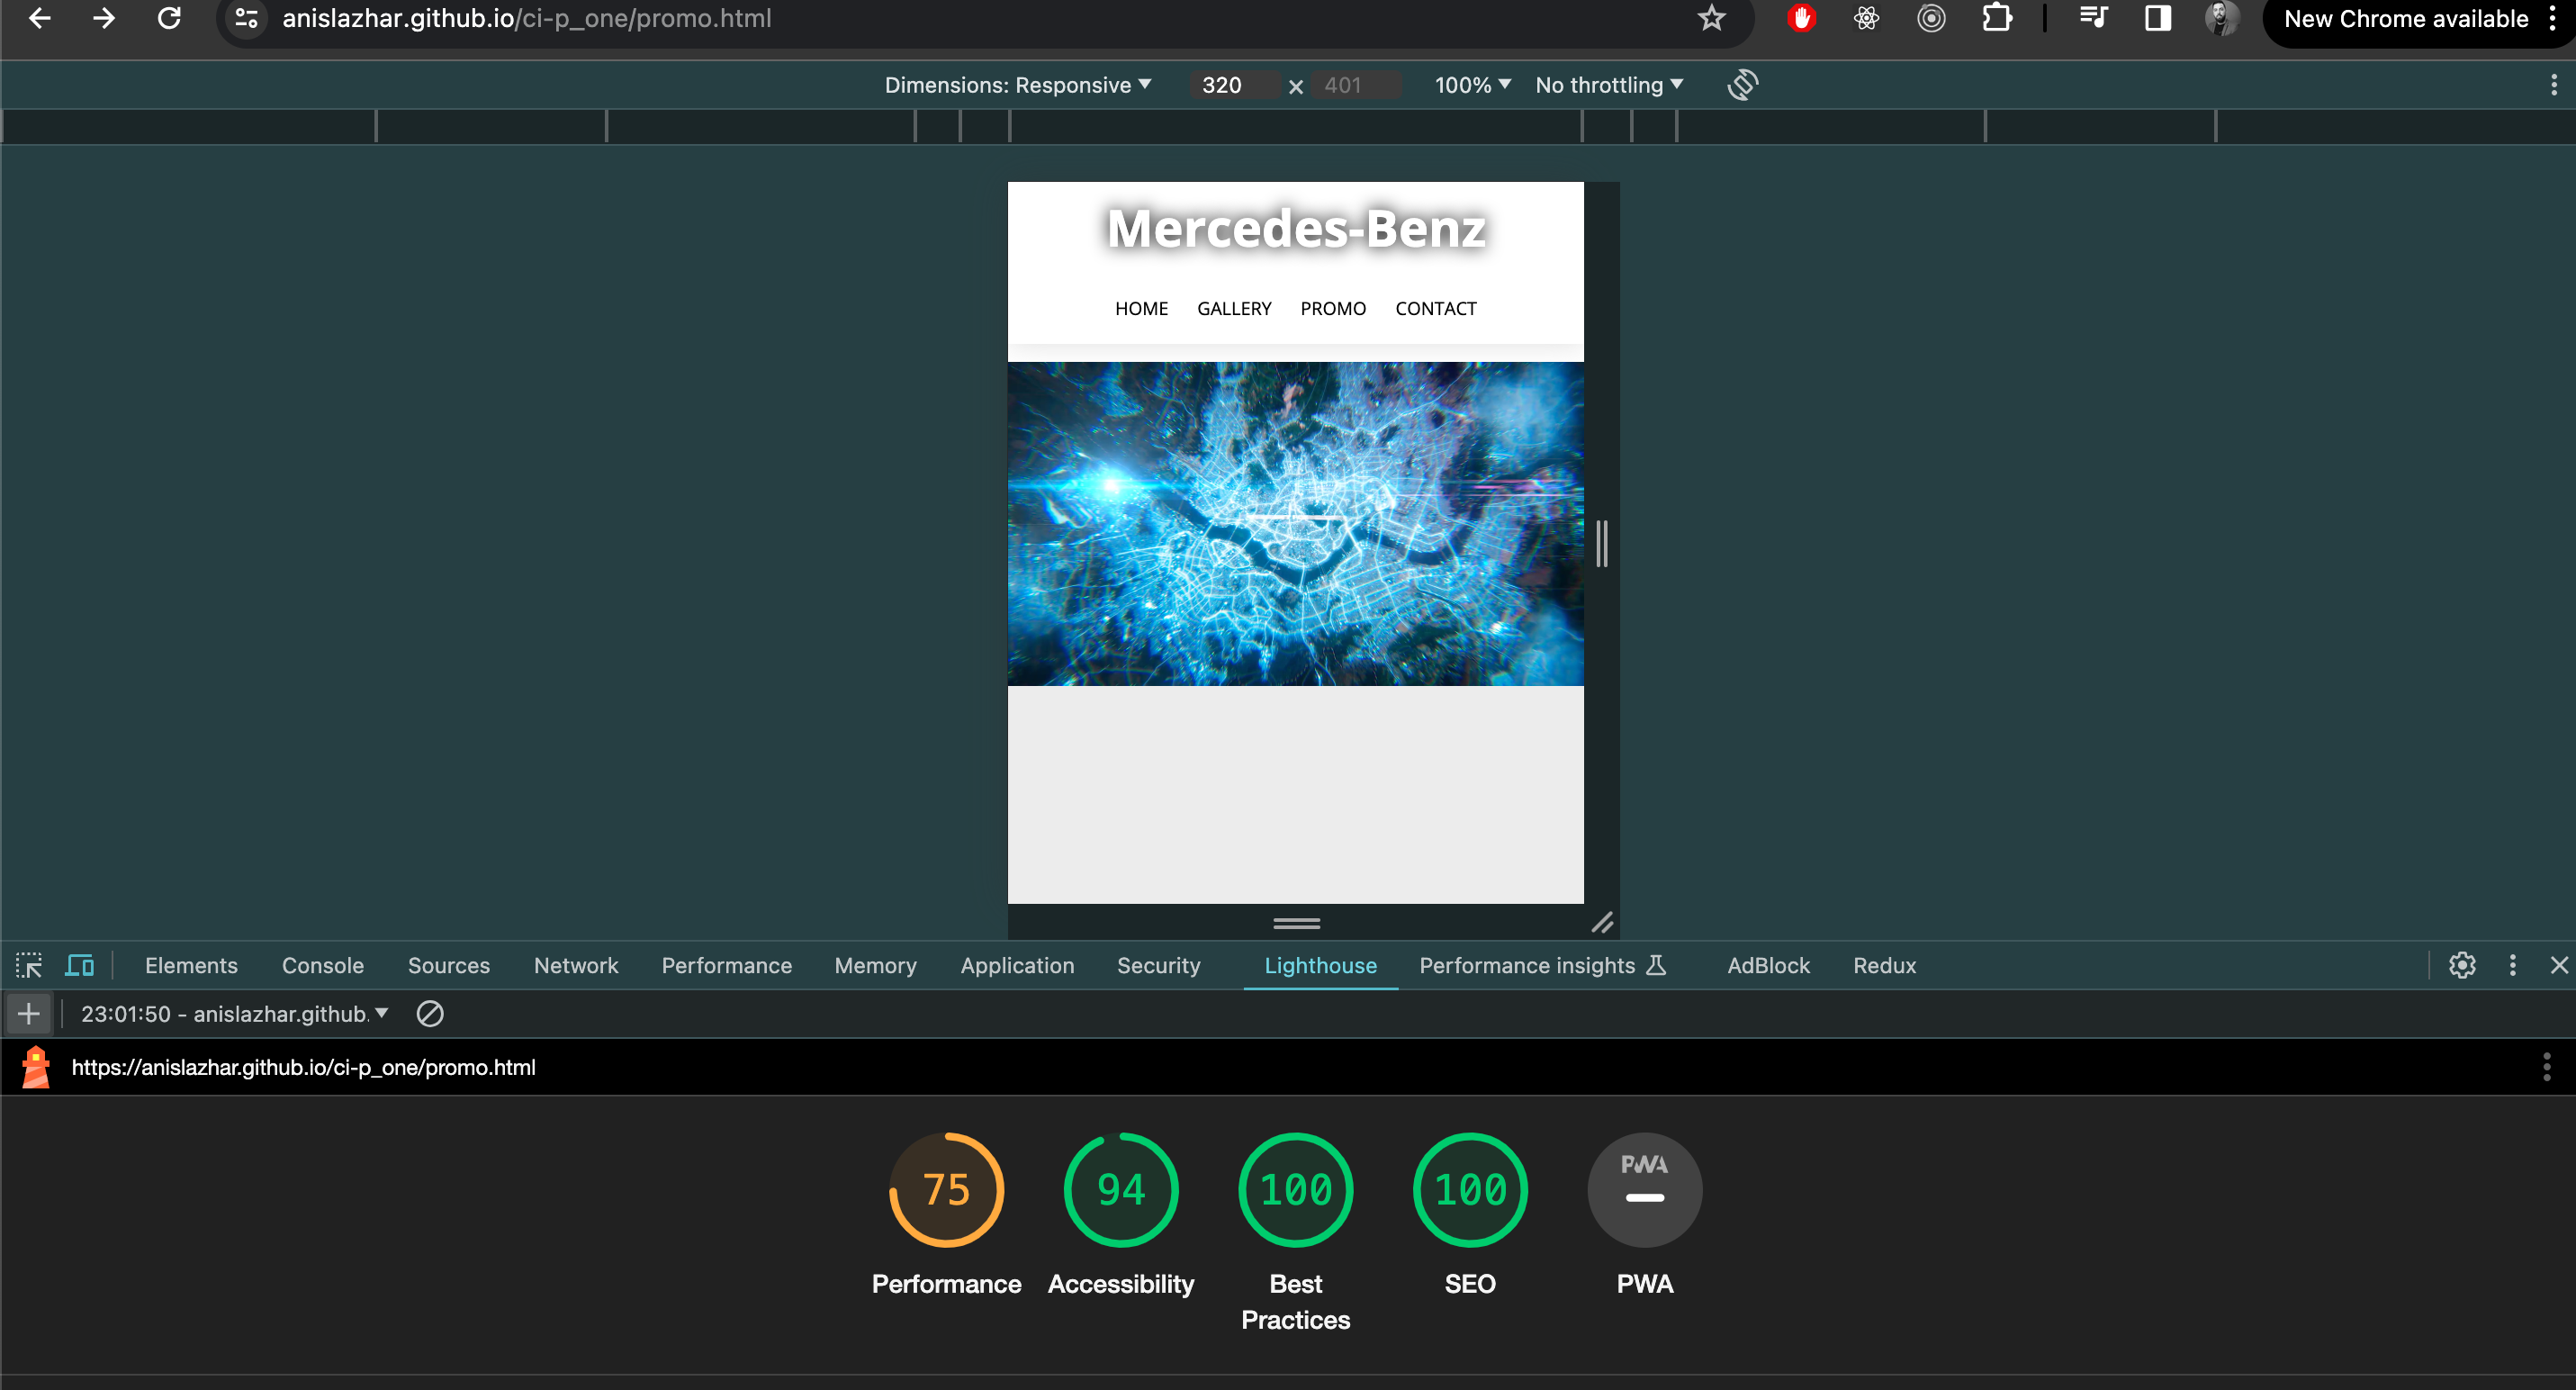 anislazhar.github.io/ci-p_one/promo.html
New Chrome available
Dimensions: Responsive 320 × 401 100% No throttling
Mercedes-Benz
HOME GALLERY PROMO CONTACT
Elements Console Sources Network Performance Memory Application Security Lighthouse Performance insights AdBlock Redux
23:01:50 - anislazhar.github.
https://anislazhar.github.io/ci-p_one/promo.html
75 94 100 100 PWA
Performance Accessibility Best Practices SEO PWA